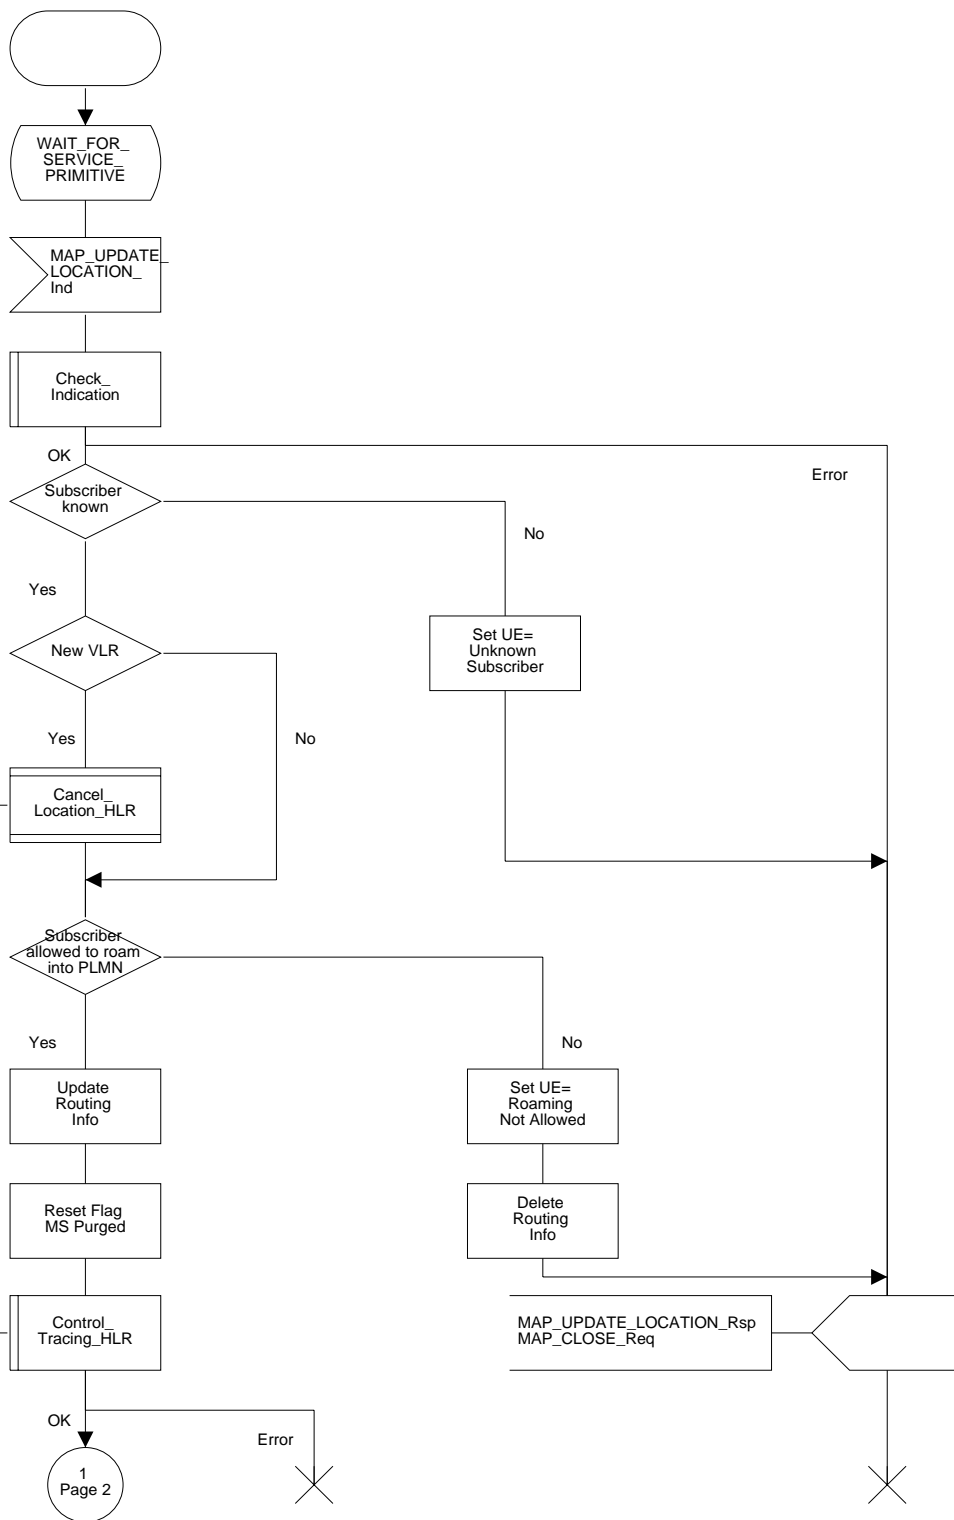 WAIT_FOR_
SERVICE_
PRIMITIVE
MAP_UPDATE_
LOCATION_
Ind
Check_
Indication
OK
Error
Subscriber
known
No
Yes
New VLR
Set UE=
Unknown
Subscriber
Yes
No
Cancel_
Location_HLR
Subscriber
allowed to roam
into PLMN
Yes
No
Update
Routing
Info
Set UE=
Roaming
Not Allowed
Reset Flag
MS Purged
Delete
Routing
Info
Control_
Tracing_HLR
MAP_UPDATE_LOCATION_Rsp
MAP_CLOSE_Req
OK
Error
1
Page 2